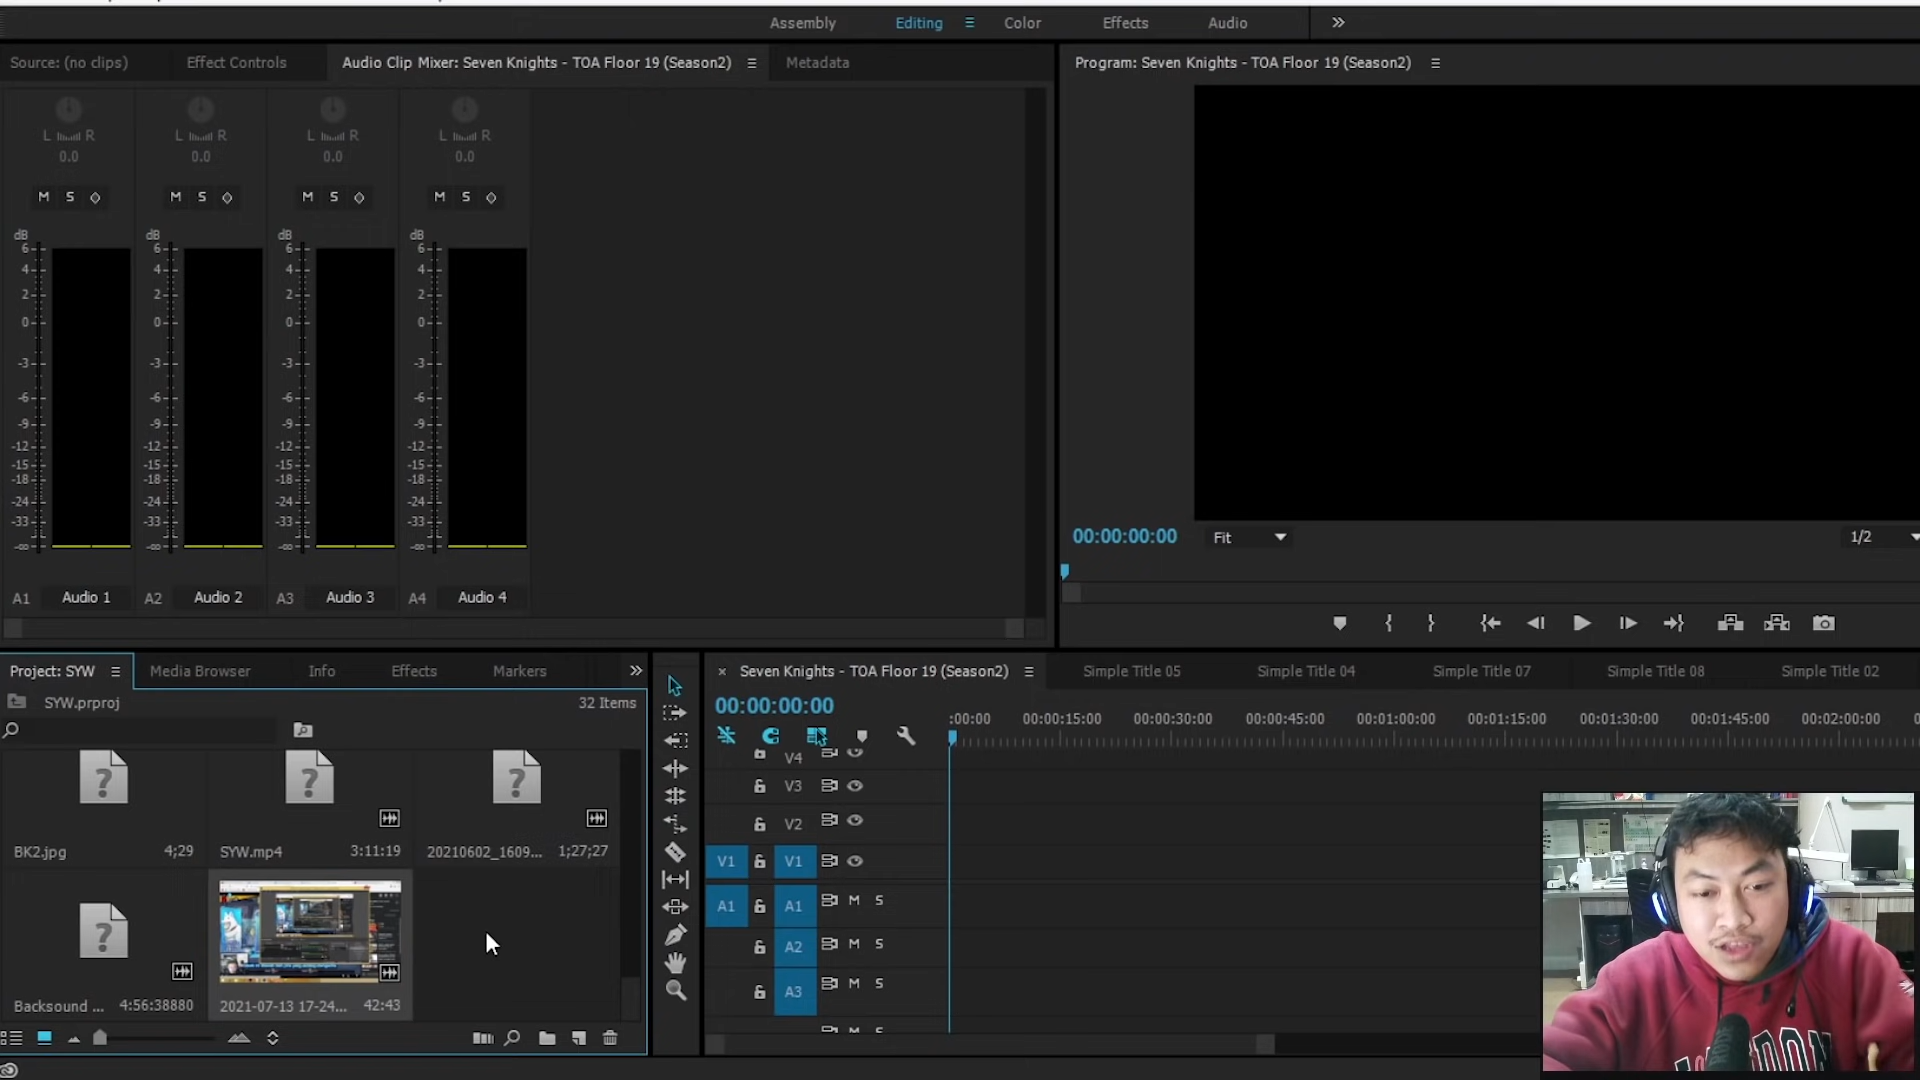 Assembly Editing Color Effects Audio
Source: (no clips) Effect Controls Audio Clip Mixer: Seven Knights - TOA Floor 19 (Season2) Metadata
Program: Seven Knights - TOA Floor 19 (Season2)
L R L R L R L R
0.0 0.0 0.0 0.0
M S M S M S M S
dB dB dB dB
6 6 6 6
4 4 4 4
2 2 2 2
0 0 0 0
-3 -3 -3 -3
-6 -6 -6 -6
-9 -9 -9 -9
-12 -12 -12 -12
-15 -15 -15 -15
-18 -18 -18 -18
-24 -24 -24 -24
-33 -33 -33 -33
-∞ -∞ -∞ -∞
A1 Audio 1 A2 Audio 2 A3 Audio 3 A4 Audio 4
00:00:00:00 Fit 1/2
Project: SYW Media Browser Info Effects Markers
SYW.prproj 32 Items
BK2.jpg 4;29 SYW.mp4 3:11:19 20210602_1609... 1;27;27
Backsound ... 4:56:38880 2021-07-13 17-24... 42:43
Seven Knights - TOA Floor 19 (Season2) Simple Title 05 Simple Title 04 Simple Title 07 Simple Title 08 Simple Title 02
00:00:00:00
:00:00 00:00:15:00 00:00:30:00 00:00:45:00 00:01:00:00 00:01:15:00 00:01:30:00 00:01:45:00 00:02:00:00
V4
V3
V2
V1 V1
A1 A1 M S
A2 M S
A3 M S
M S